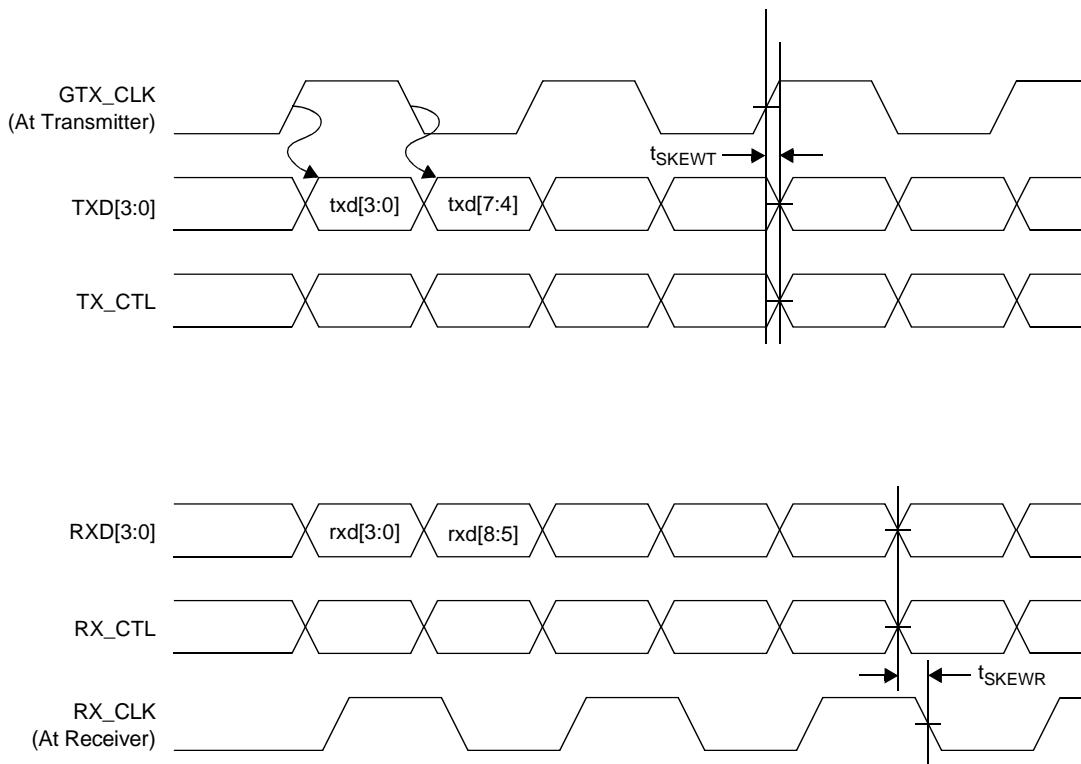 GTX_CLK
(At Transmitter)
tSKEWT
TXD[3:0]
txd[3:0]
txd[7:4]
TX_CTL
RXD[3:0]
rxd[3:0]
rxd[8:5]
RX_CTL
tSKEWR
RX_CLK
(At Receiver)